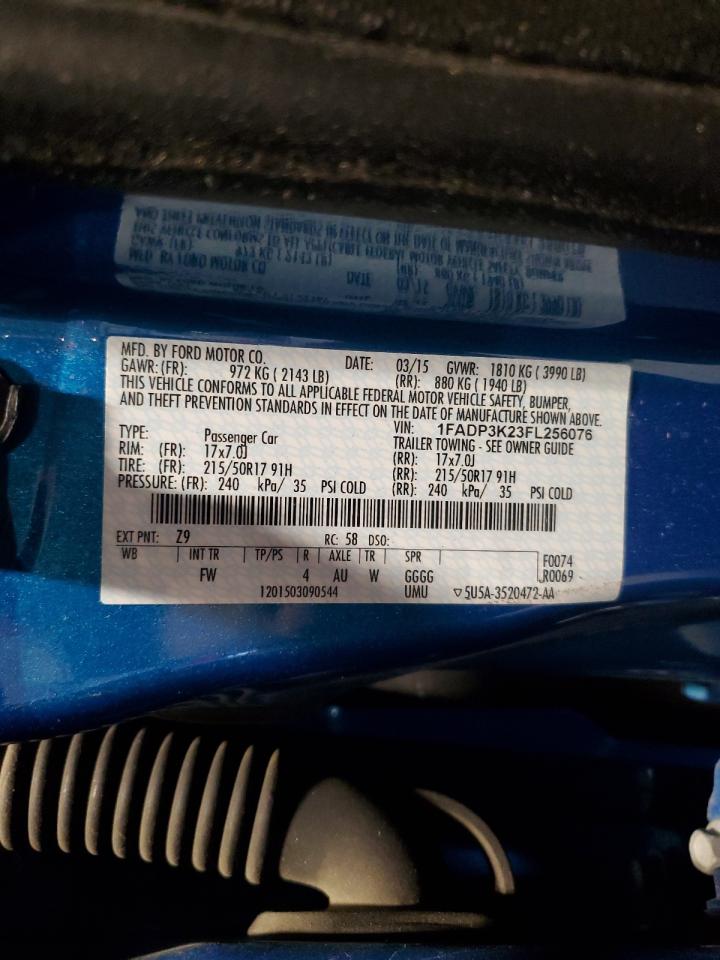 MFD. BY FORD MOTOR CO. DATE: 03/15 GVWR: 1810 KG ( 3990 LB)
GAWR: (FR): 972 KG ( 2143 LB) (RR): 880 KG ( 1940 LB)
THIS VEHICLE CONFORMS TO ALL APPLICABLE FEDERAL MOTOR VEHICLE SAFETY, BUMPER,
AND THEFT PREVENTION STANDARDS IN EFFECT ON THE DATE OF MANUFACTURE SHOWN ABOVE.
VIN: 1FADP3K23FL256076
TYPE: Passenger Car TRAILER TOWING - SEE OWNER GUIDE
RIM: (FR): 17x7.0J (RR): 17x7.0J
TIRE: (FR): 215/50R17 91H (RR): 215/50R17 91H
PRESSURE: (FR): 240 kPa/ 35 PSI COLD (RR): 240 kPa/ 35 PSI COLD
EXT PNT: Z9 RC: 58 DSO:
WB INT TR TP/PS R AXLE TR SPR F0074
FW 4 AU W GGGG R0069
1201503090544 UMU ▽5U5A-3520472-AA